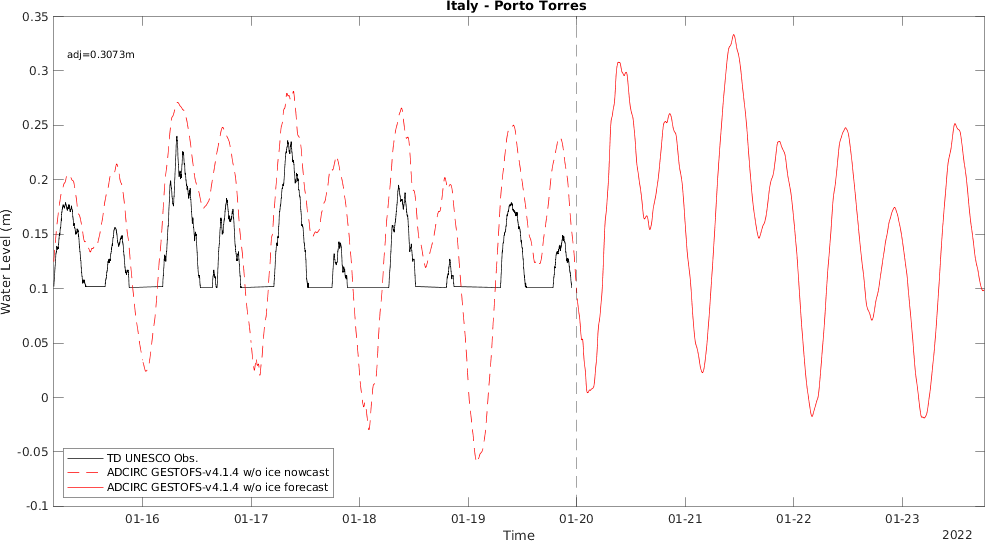 Italy - Porto Torres
adj=0.3073m
0.35
0.3
0.25
0.2
0.15
0.1
0.05
0
-0.05
-0.1
Water Level (m)
TD UNESCO Obs.
ADCIRC GESTOFS-v4.1.4 w/o ice nowcast
ADCIRC GESTOFS-v4.1.4 w/o ice forecast
01-16 01-17 01-18 01-19 01-20 01-21 01-22 01-23
Time
2022